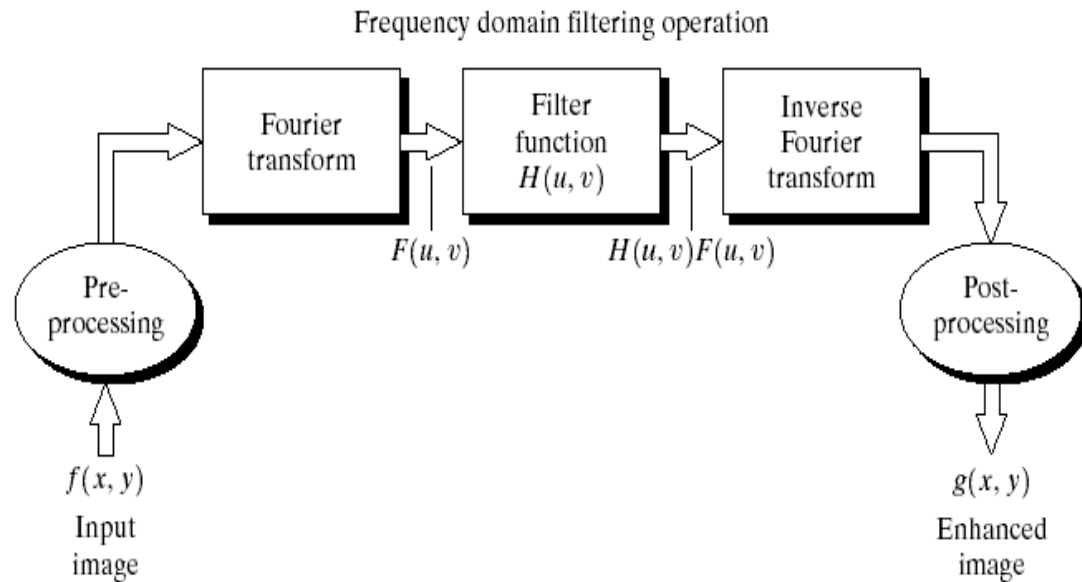 Frequency domain filtering operation
Fourier
transform
Filter
function
H(u, v)
Inverse
Fourier
transform
F(u, v)
H(u, v)F(u, v)
Pre-
processing
Post-
processing
f(x, y)
Input
image
g(x, y)
Enhanced
image